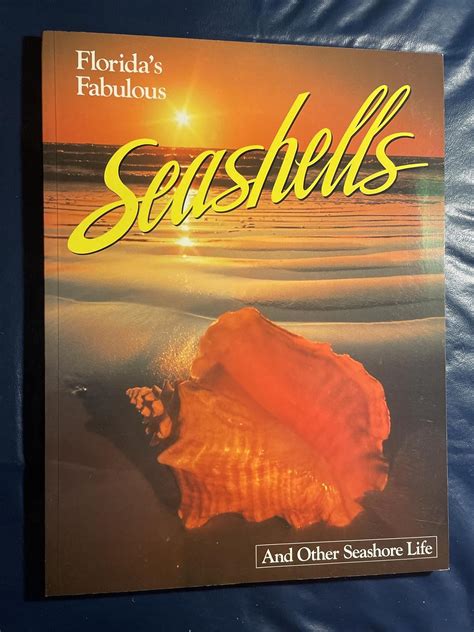 Florida's
Fabulous
Seashells
And Other Seashore Life